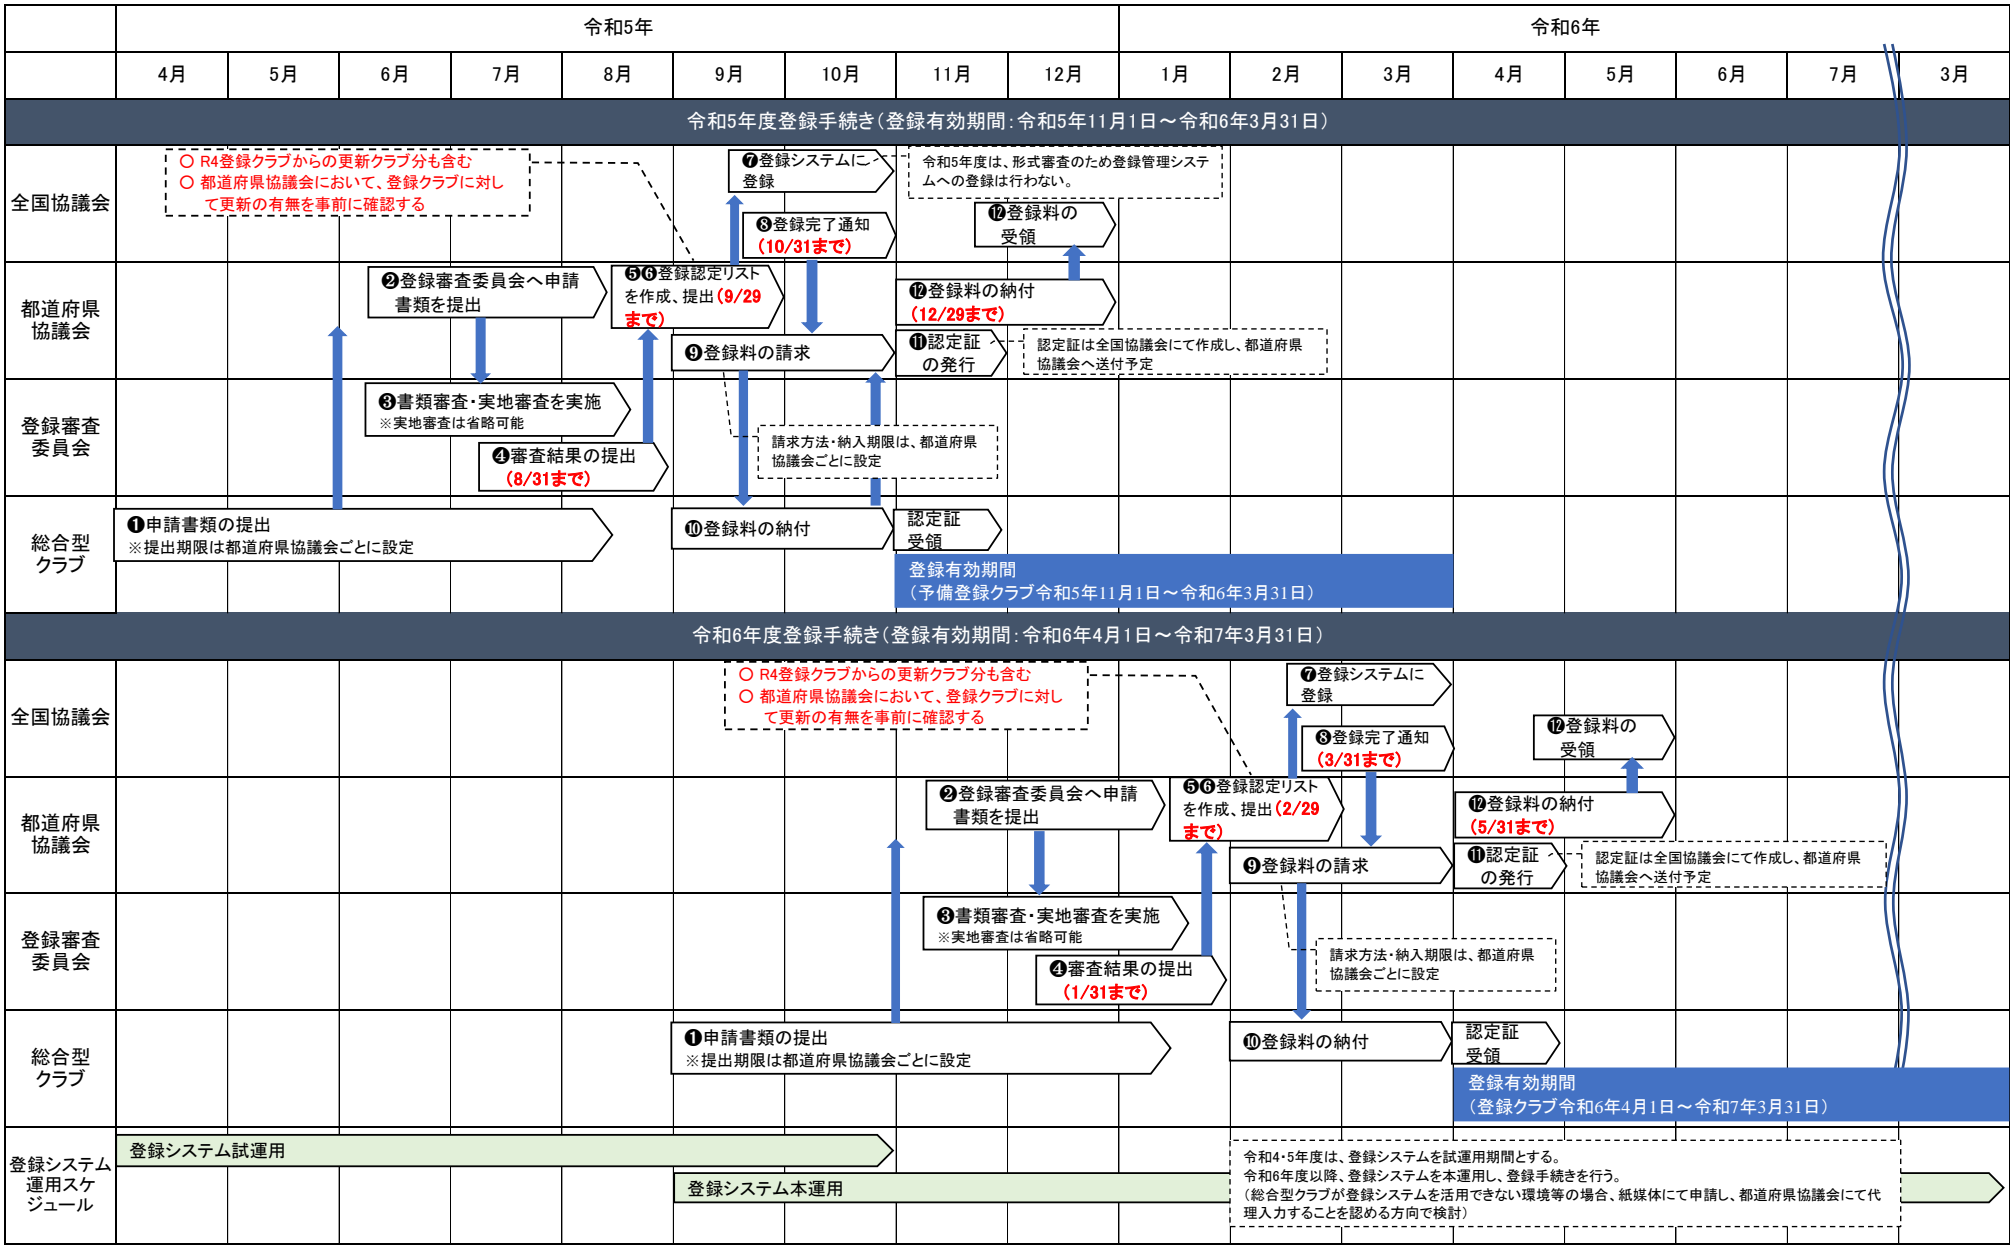 令和5年
令和6年
4月 5月 6月 7月 8月 9月 10月 11月 12月 1月 2月 3月 4月 5月 6月 7月 3月
令和5年度登録手続き（登録有効期間：令和5年11月1日～令和6年3月31日）
全国協議会
○ R4登録クラブからの更新クラブ分も含む
○ 都道府県協議会において、登録クラブに対し
て更新の有無を事前に確認する
❼登録システムに
登録
令和5年度は、形式審査のため登録管理システ
ムへの登録は行わない。
❽登録完了通知
（10/31まで）
⓬登録料の
受領
都道府県
協議会
❷登録審査委員会へ申請
書類を提出
❺❻登録認定リスト
を作成、提出（9/29
まで）
❾登録料の請求
⓬登録料の納付
（12/29まで）
⓫認定証
の発行
認定証は全国協議会にて作成し、都道府県
協議会へ送付予定
登録審査
委員会
❸書類審査・実地審査を実施
※実地審査は省略可能
❹審査結果の提出
（8/31まで）
請求方法・納入期限は、都道府県
協議会ごとに設定
総合型
クラブ
❶申請書類の提出
※提出期限は都道府県協議会ごとに設定
❿登録料の納付
認定証
受領
登録有効期間
（予備登録クラブ令和5年11月1日～令和6年3月31日）
令和6年度登録手続き（登録有効期間：令和6年4月1日～令和7年3月31日）
全国協議会
○ R4登録クラブからの更新クラブ分も含む
○ 都道府県協議会において、登録クラブに対し
て更新の有無を事前に確認する
❼登録システムに
登録
❽登録完了通知
（3/31まで）
⓬登録料の
受領
都道府県
協議会
❷登録審査委員会へ申請
書類を提出
❺❻登録認定リスト
を作成、提出（2/29
まで）
❾登録料の請求
⓬登録料の納付
（5/31まで）
⓫認定証
の発行
認定証は全国協議会にて作成し、都道府県
協議会へ送付予定
登録審査
委員会
❸書類審査・実地審査を実施
※実地審査は省略可能
❹審査結果の提出
（1/31まで）
請求方法・納入期限は、都道府県
協議会ごとに設定
総合型
クラブ
❶申請書類の提出
※提出期限は都道府県協議会ごとに設定
❿登録料の納付
認定証
受領
登録有効期間
（登録クラブ令和6年4月1日～令和7年3月31日）
登録システム
運用スケ
ジュール
登録システム試運用
登録システム本運用
令和4・5年度は、登録システムを試運用期間とする。
令和6年度以降、登録システムを本運用し、登録手続きを行う。
（総合型クラブが登録システムを活用できない環境等の場合、紙媒体にて申請し、都道府県協議会にて代
理入力することを認める方向で検討）